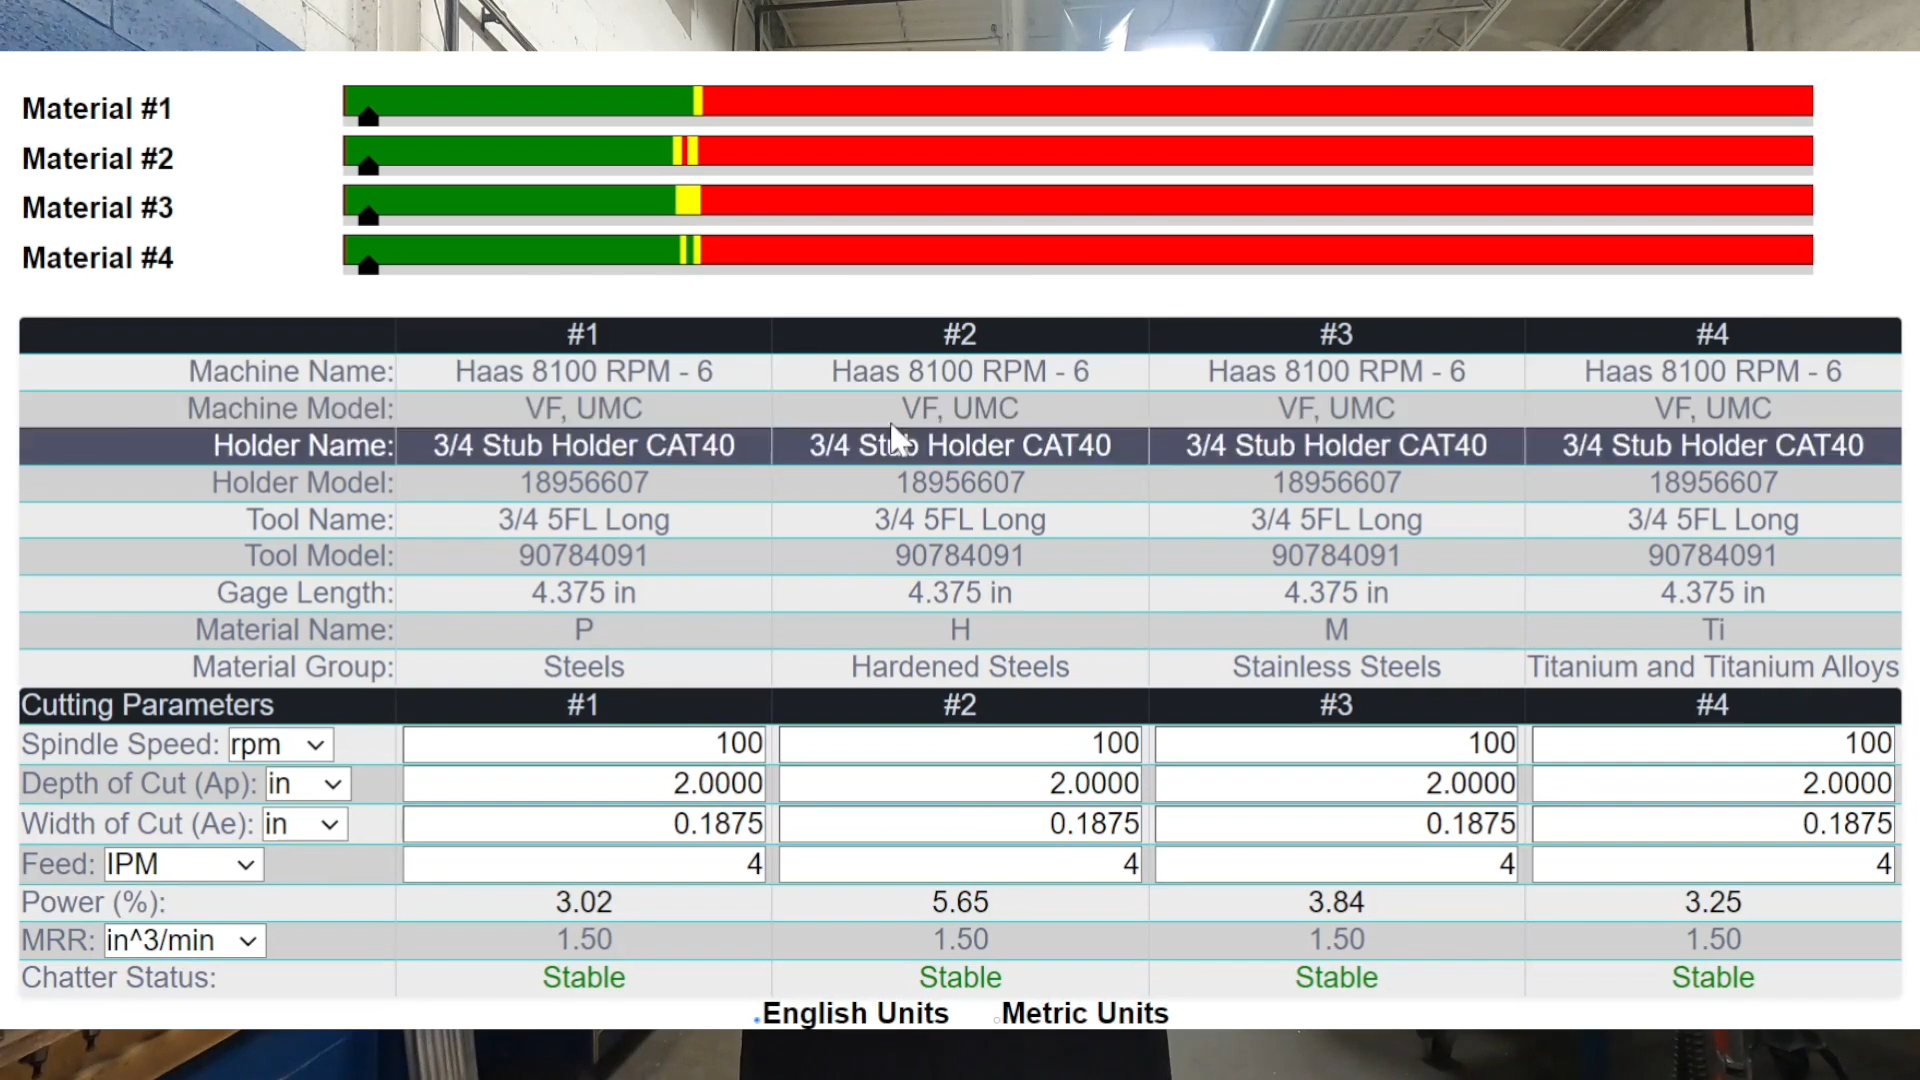 Material #1
Material #2
Material #3
Material #4
#1 #2 #3 #4
Machine Name: Haas 8100 RPM - 6 Haas 8100 RPM - 6 Haas 8100 RPM - 6 Haas 8100 RPM - 6
Machine Model: VF, UMC VF, UMC VF, UMC VF, UMC
Holder Name: 3/4 Stub Holder CAT40 3/4 Stub Holder CAT40 3/4 Stub Holder CAT40 3/4 Stub Holder CAT40
Holder Model: 18956607 18956607 18956607 18956607
Tool Name: 3/4 5FL Long 3/4 5FL Long 3/4 5FL Long 3/4 5FL Long
Tool Model: 90784091 90784091 90784091 90784091
Gage Length: 4.375 in 4.375 in 4.375 in 4.375 in
Material Name: P H M Ti
Material Group: Steels Hardened Steels Stainless Steels Titanium and Titanium Alloys
Cutting Parameters #1 #2 #3 #4
Spindle Speed: rpm 100 100 100 100
Depth of Cut (Ap): in 2.0000 2.0000 2.0000 2.0000
Width of Cut (Ae): in 0.1875 0.1875 0.1875 0.1875
Feed: IPM 4 4 4 4
Power (%): 3.02 5.65 3.84 3.25
MRR: in^3/min 1.50 1.50 1.50 1.50
Chatter Status: Stable Stable Stable Stable
English Units Metric Units